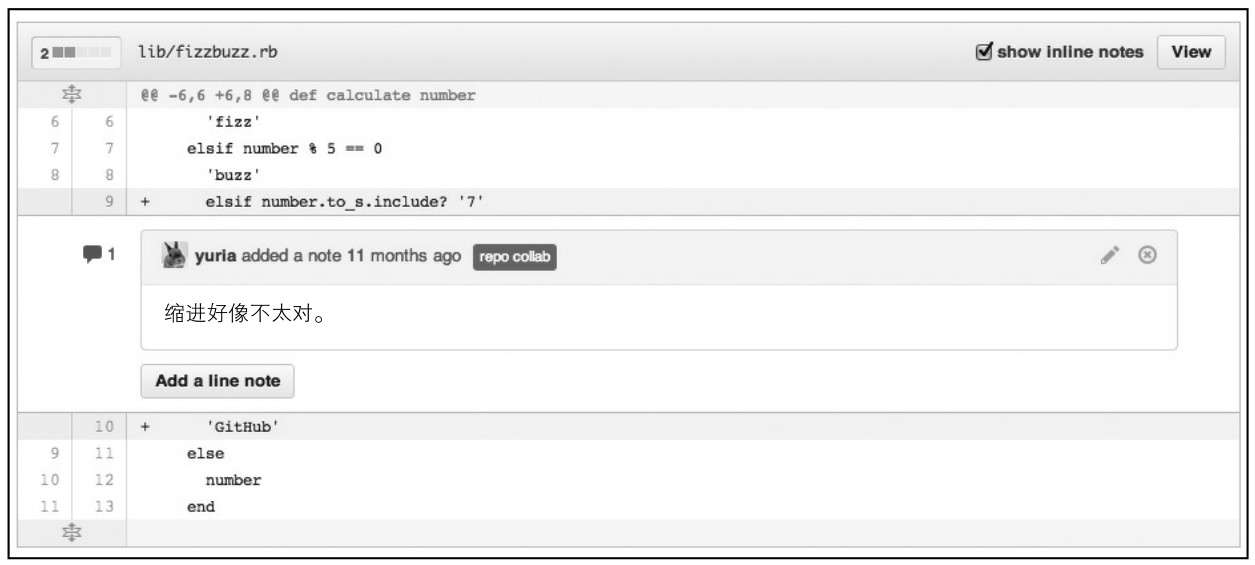 2 lib/fizzbuzz.rb show inline notes View
@@ -6,6 +6,8 @@ def calculate number
6 6 'fizz'
7 7 elsif number % 5 == 0
8 8 'buzz'
9 + elsif number.to_s.include? '7'
1 yuria added a note 11 months ago repo collab
缩进好像不太对。
Add a line note
10 + 'GitHub'
9 11 else
10 12 number
11 13 end